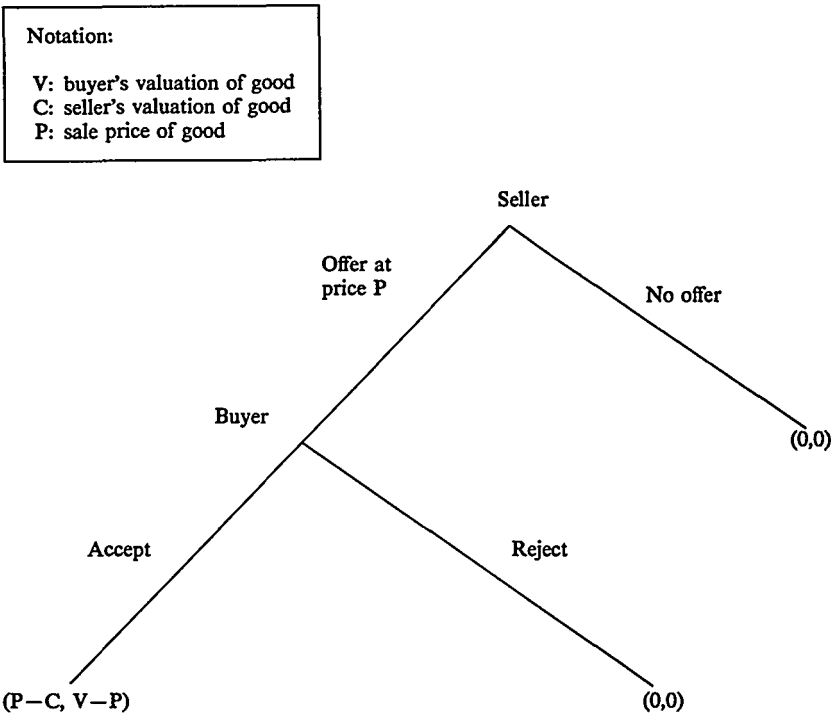 Notation:
V: buyer's valuation of good
C: seller's valuation of good
P: sale price of good
Seller
Offer at
price P
No offer
Buyer
(0,0)
Accept
Reject
(P−C, V−P)
(0,0)